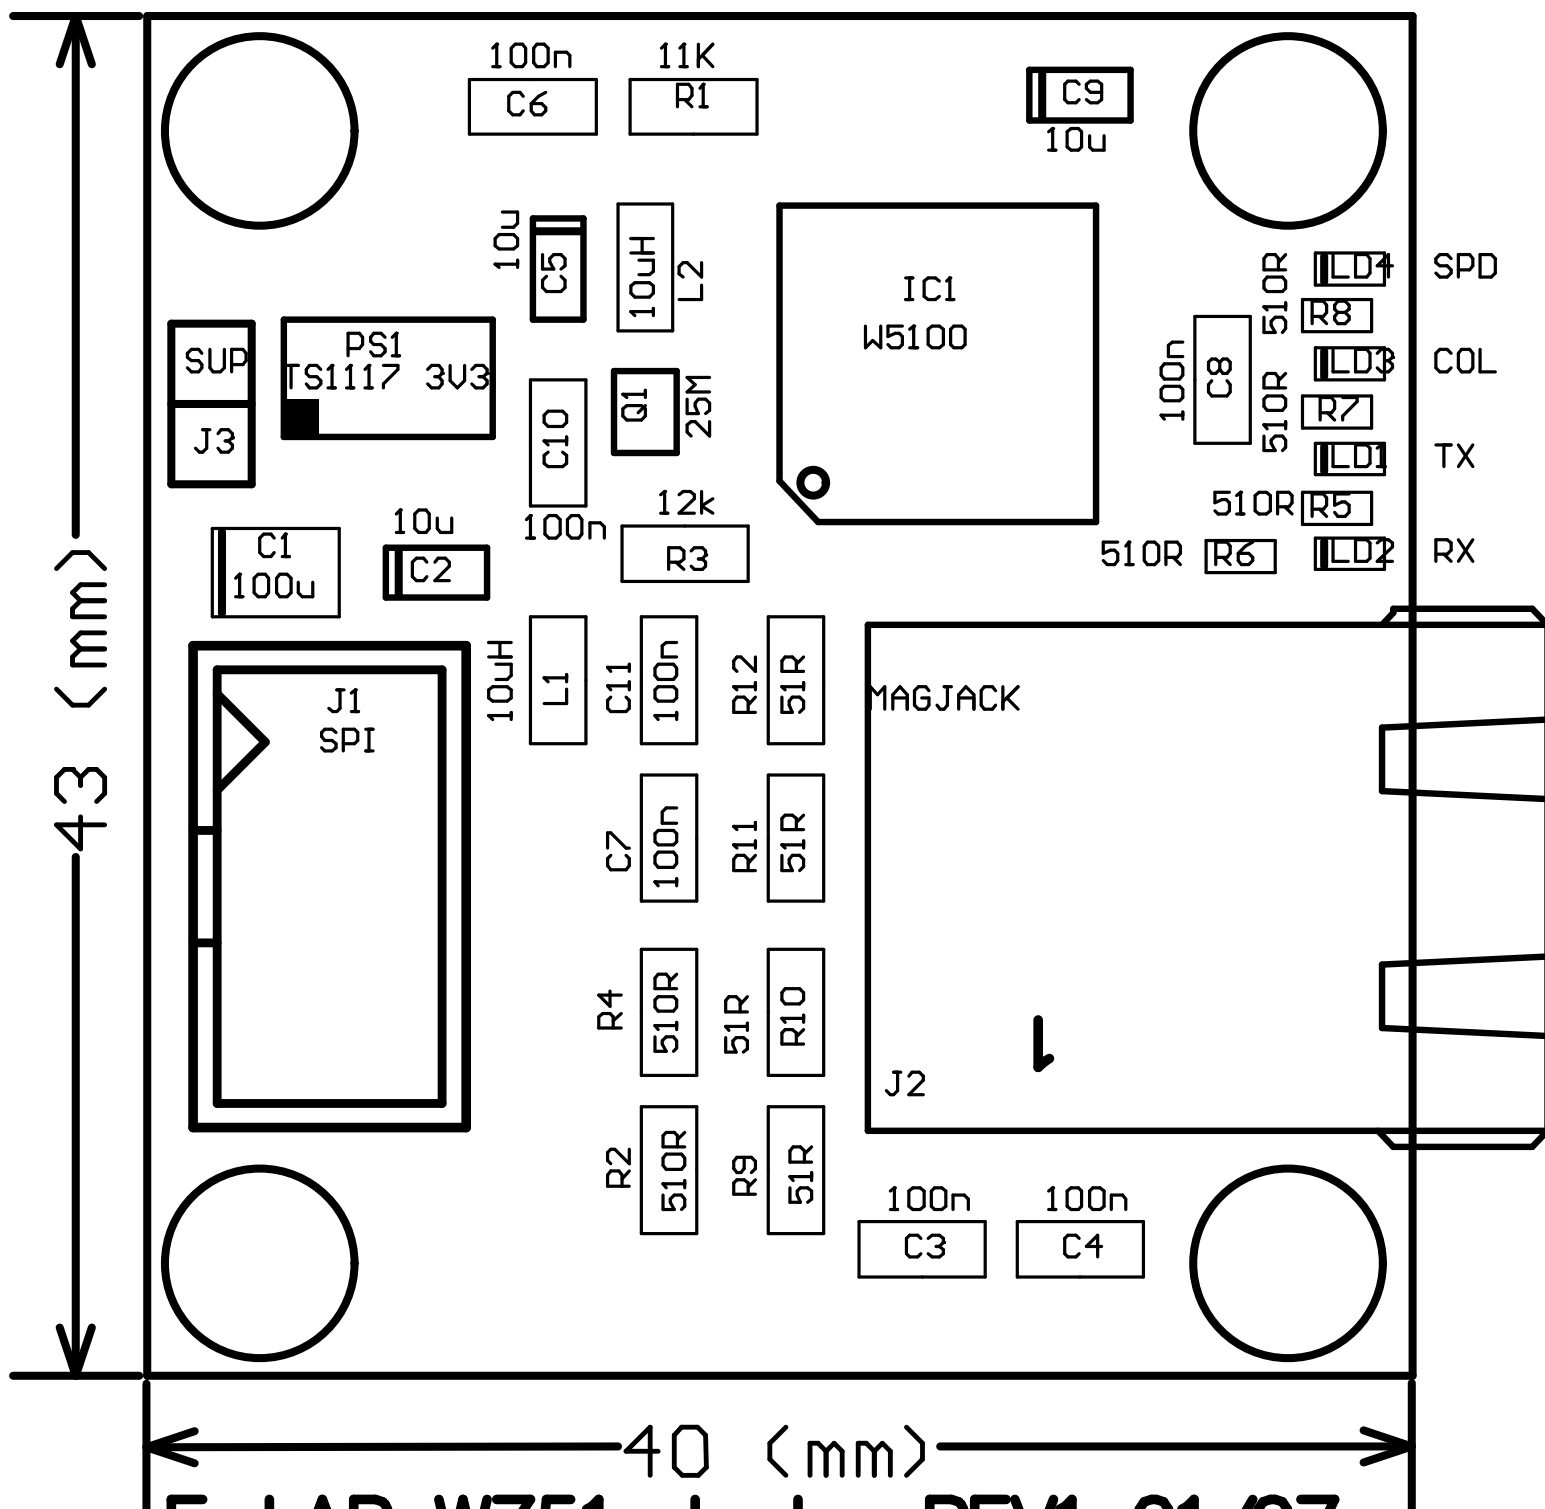 100n
11K
C6
R1
C9
10u
10u
C5
10uH
L2
IC1
W5100
510R
LD4
SPD
R8
SUP
J3
PS1
TS1117 3V3
100n
C8
LD3
COL
510R
R7
C10
100n
Q1
25M
LD1
TX
12k
R3
510R
R5
510R
R6
LD2
RX
C1
100u
10u
C2
43 (mm)
J1
SPI
10uH
L1
C11
100n
R12
51R
MAGJACK
C7
100n
R11
51R
R4
510R
51R
R10
J2
R2
510R
R9
51R
100n
C3
100n
C4
40 (mm)